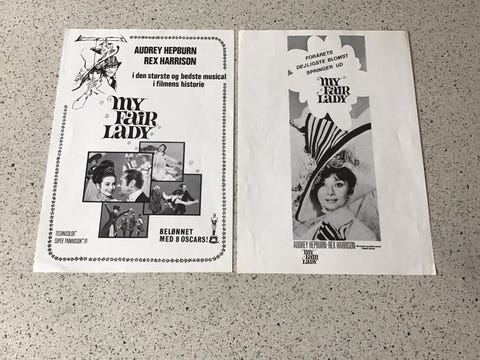 AUDREY HEPBURN
REX HARRISON
i den største og bedste musical
i filmens historie
MY
FAIR
LADY
TECHNICOLOR
SUPER PANAVISION 70
BELØNNET
MED 8 OSCARS!
FORÅRETS
DEJLIGSTE BLOMST
SPRINGER UD
MY
FAIR
LADY
AUDREY HEPBURN · REX HARRISON
MY
FAIR LADY